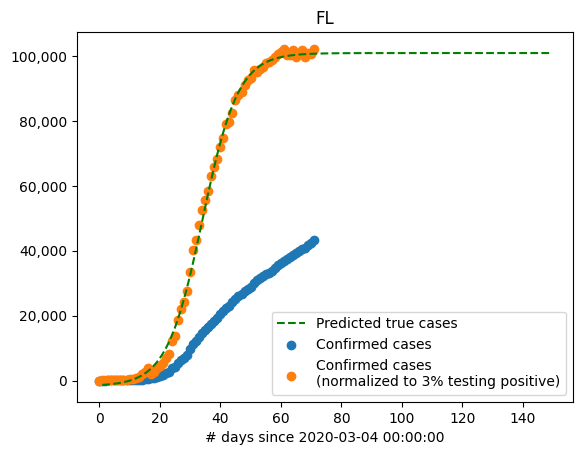 FL
100,000
80,000
60,000
40,000
20,000
0
0 20 40 60 80 100 120 140
# days since 2020-03-04 00:00:00
Predicted true cases
Confirmed cases
Confirmed cases
(normalized to 3% testing positive)